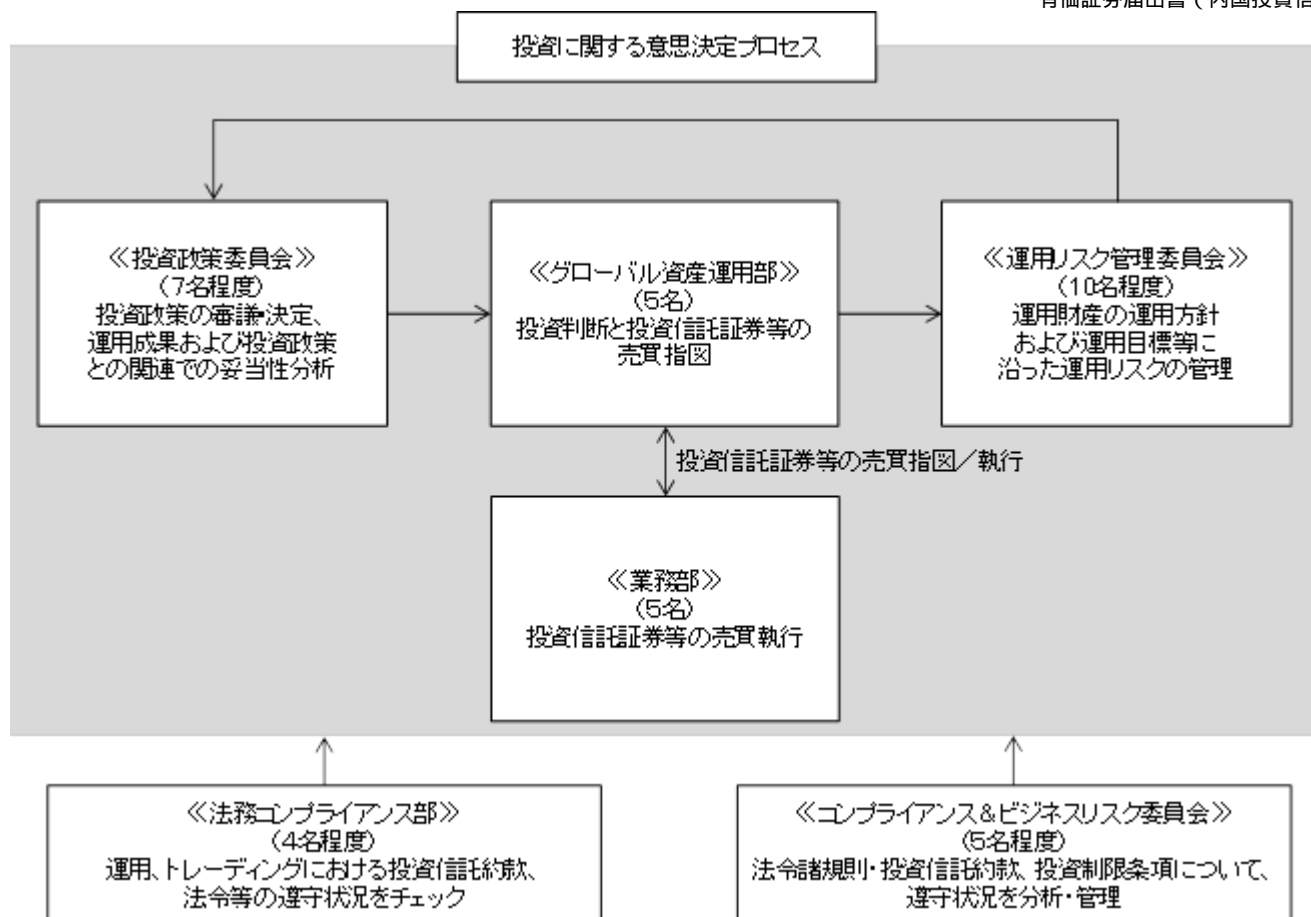 有価証券届出書（内国投資信
投資に関する意思決定プロセス
≪投資政策委員会≫
(7名程度)
投資政策の審議・決定、
運用成果および投資政策
との関連での妥当性分析
≪グローバル資産運用部≫
(5名)
投資判断と投資信託証券等の
売買指図
≪運用リスク管理委員会≫
(10名程度)
運用財産の運用方針
および運用目標等に
沿った運用リスクの管理
投資信託証券等の売買指図／執行
≪業務部≫
(5名)
投資信託証券等の売買執行
≪法務コンプライアンス部≫
(4名程度)
運用、トレーディングにおける投資信託約款、
法令等の遵守状況をチェック
≪コンプライアンス＆ビジネスリスク委員会≫
(5名程度)
法令諸規則・投資信託約款、投資制限条項について、
遵守状況を分析・管理